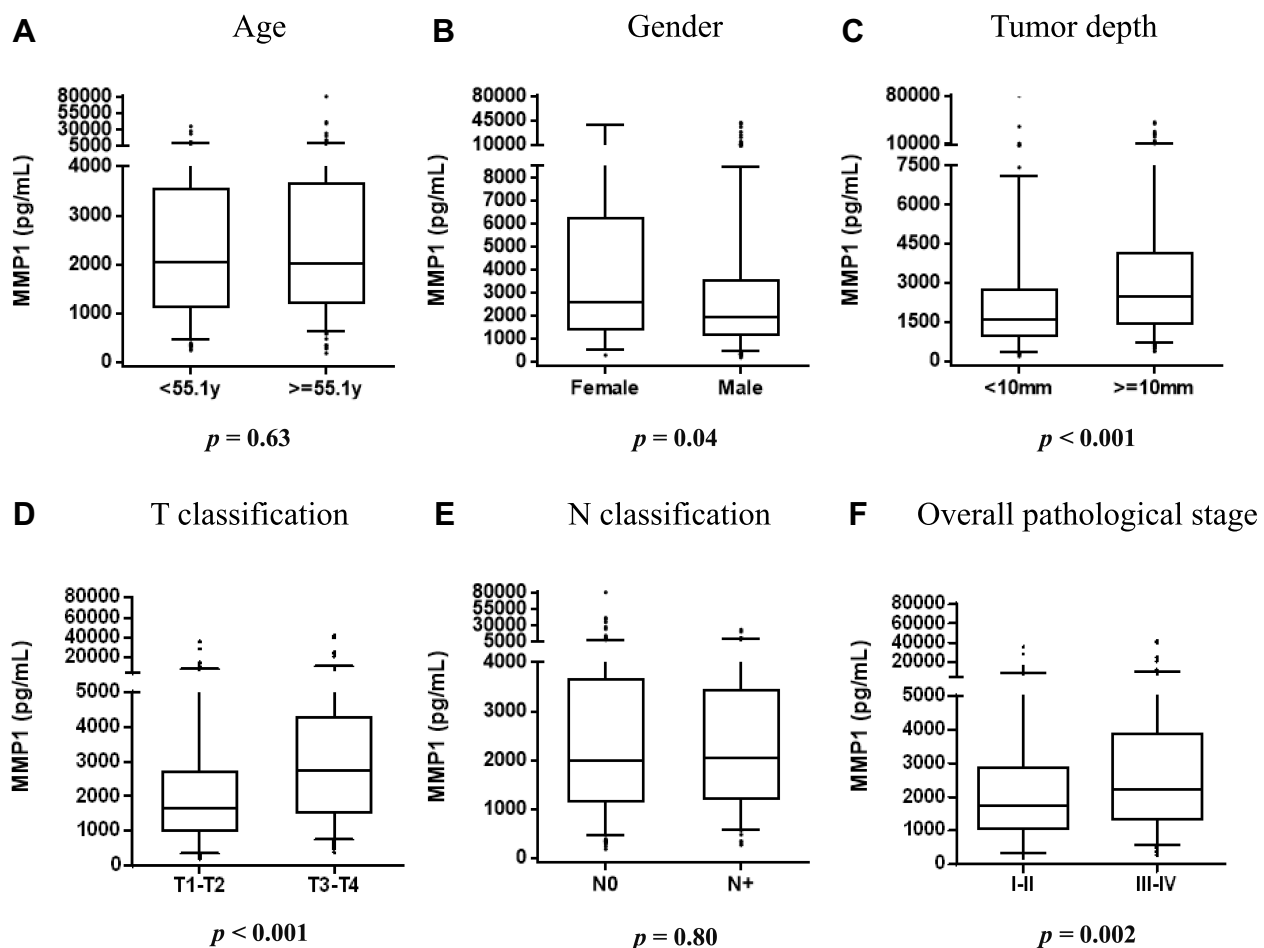 A Age
B Gender
C Tumor depth
MMP1 (pg/mL)
80000
55000
30000
5000
4000
3000
2000
1000
0
<55.1y >=55.1y
p = 0.63
MMP1 (pg/mL)
80000
45000
10000
8000
7000
6000
5000
4000
3000
2000
1000
0
Female Male
p = 0.04
MMP1 (pg/mL)
80000
10000
7500
6000
4500
3000
1500
0
<10mm >=10mm
p < 0.001
D T classification
E N classification
F Overall pathological stage
MMP1 (pg/mL)
80000
60000
40000
20000
5000
4000
3000
2000
1000
0
T1-T2 T3-T4
p < 0.001
MMP1 (pg/mL)
80000
55000
30000
5000
4000
3000
2000
1000
0
N0 N+
p = 0.80
MMP1 (pg/mL)
80000
60000
40000
20000
5000
4000
3000
2000
1000
0
I-II III-IV
p = 0.002